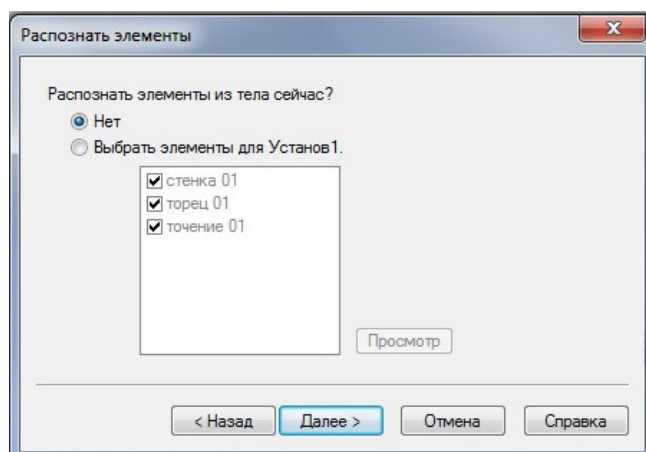 Распознать элементы
Распознать элементы из тела сейчас?
Нет
Выбрать элементы для Установ1.
стенка 01
торец 01
точение 01
Просмотр
< Назад Далее > Отмена Справка